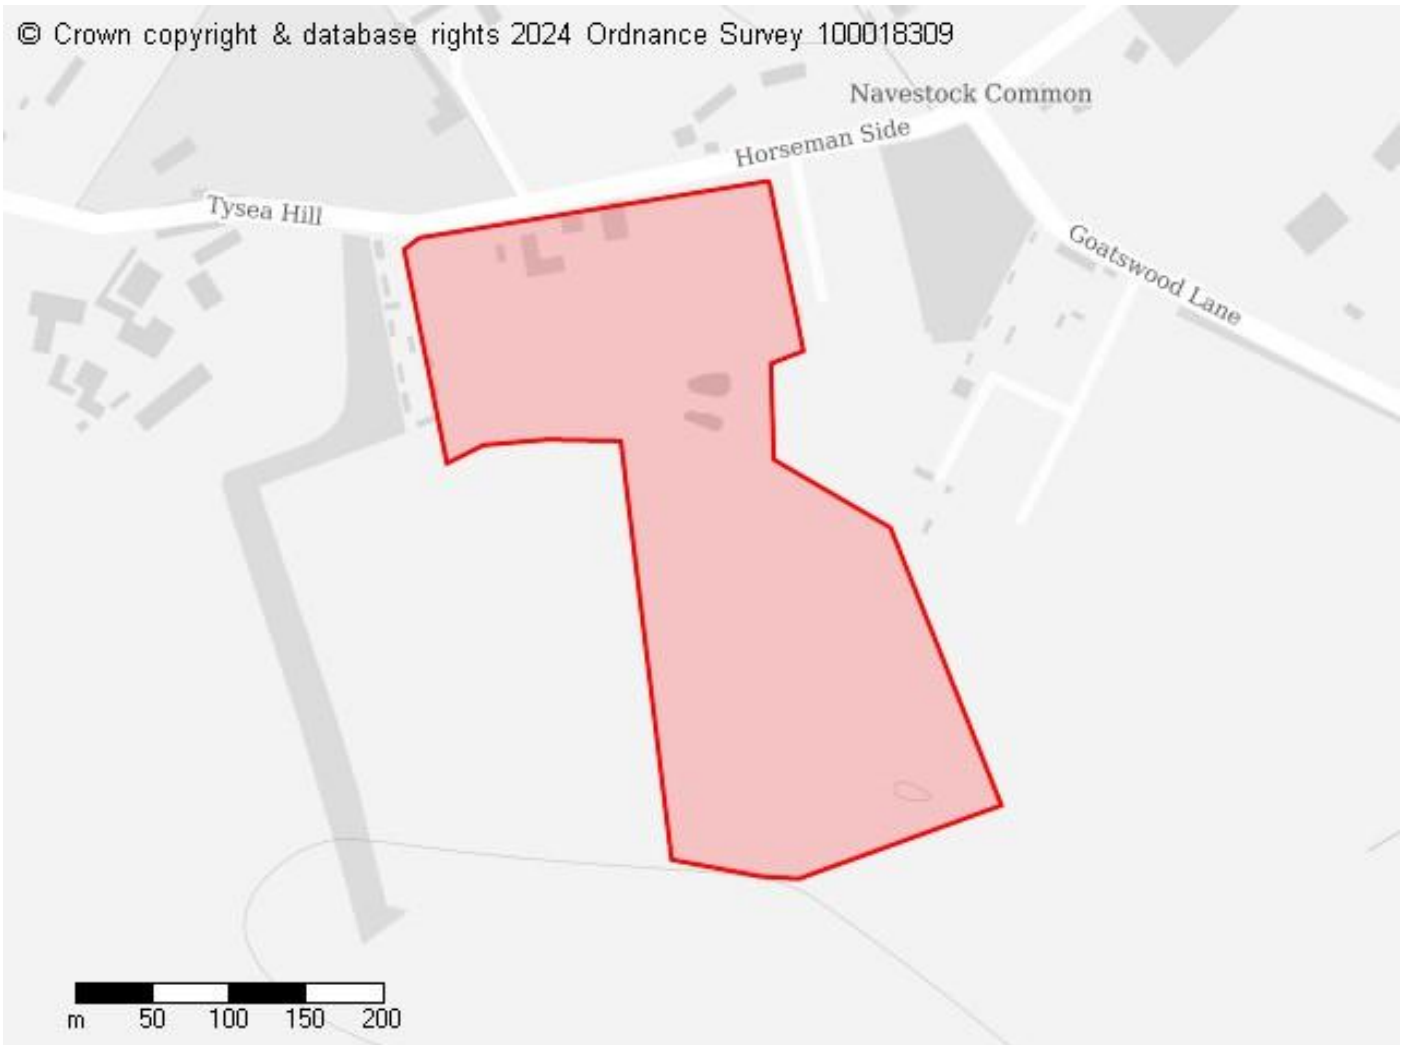 © Crown copyright & database rights 2024 Ordnance Survey 100018309
Navestock Common
Horseman Side
Tysea Hill
Goatswood Lane
m 50 100 150 200